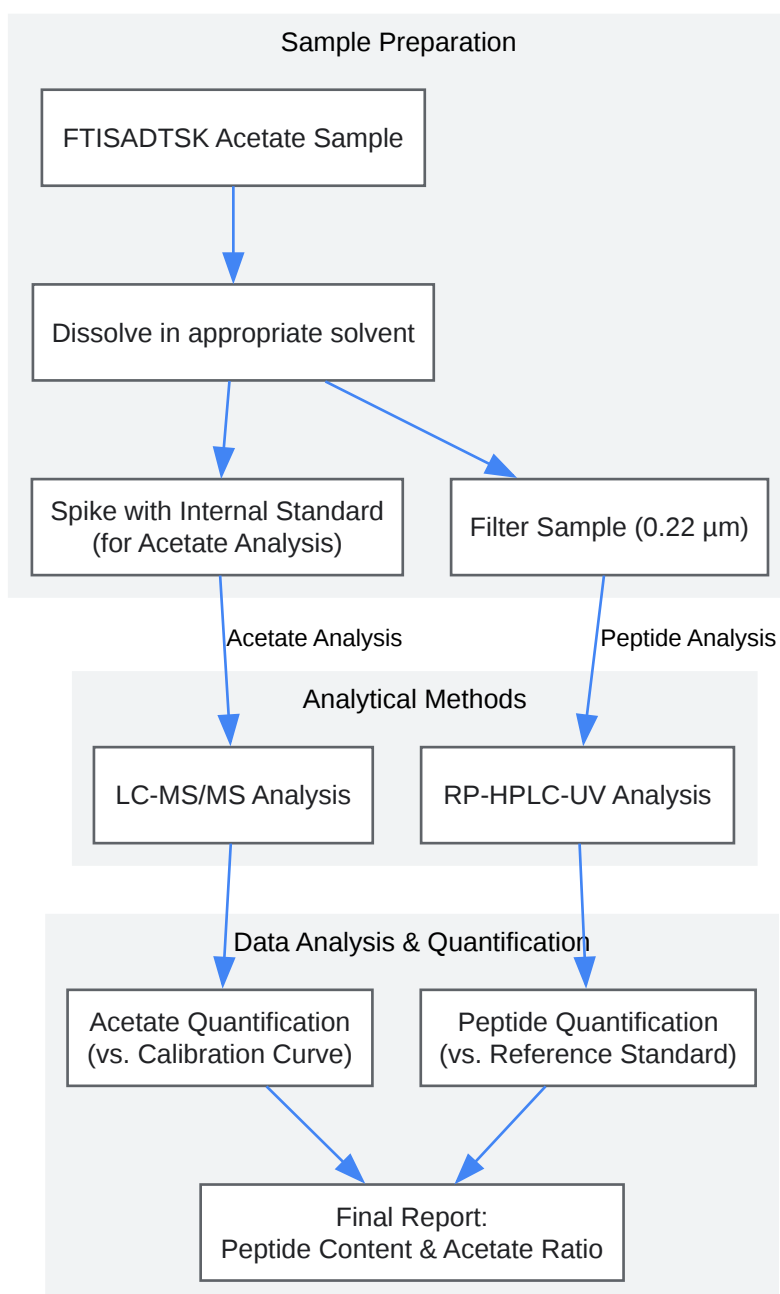 Sample Preparation
FTISADTSK Acetate Sample
Dissolve in appropriate solvent
Spike with Internal Standard
(for Acetate Analysis)
Filter Sample (0.22 µm)
Acetate Analysis
Peptide Analysis
Analytical Methods
LC-MS/MS Analysis
RP-HPLC-UV Analysis
Data Analysis & Quantification
Acetate Quantification
(vs. Calibration Curve)
Peptide Quantification
(vs. Reference Standard)
Final Report:
Peptide Content & Acetate Ratio